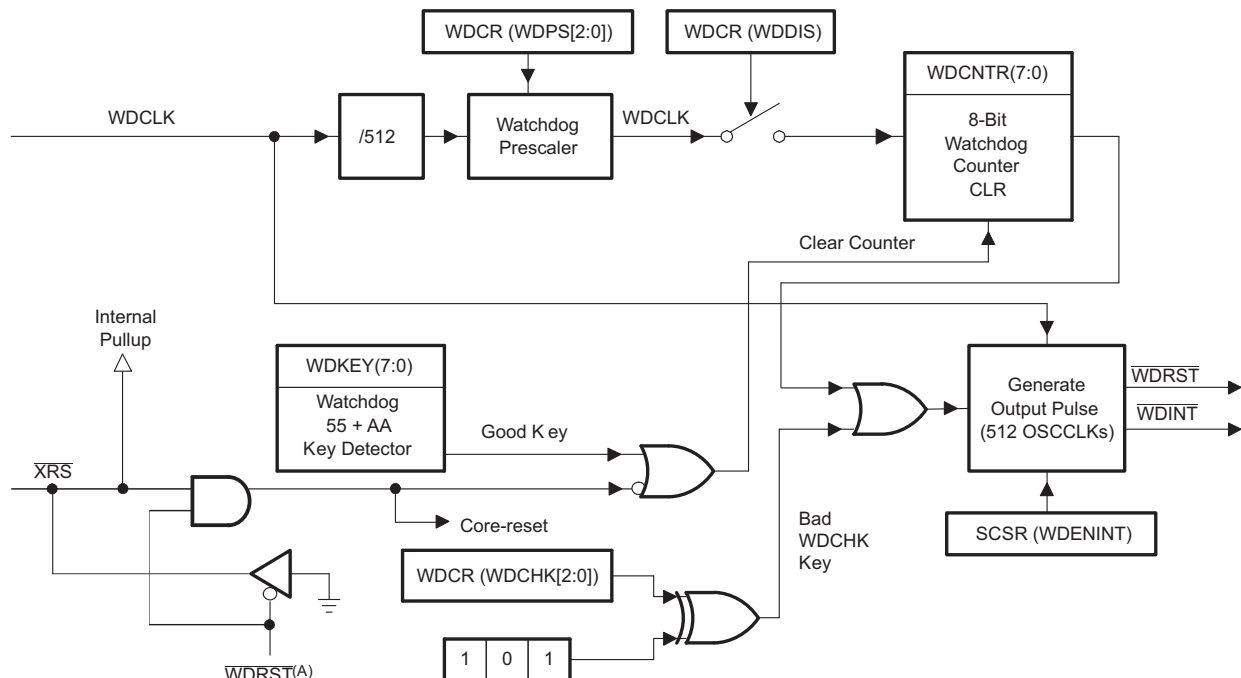 WDCR (WDPS[2:0])
WDCR (WDDIS)
WDCNTR(7:0)
WDCLK
/512
Watchdog
Prescaler
WDCLK
8-Bit
Watchdog
Counter
CLR
Clear Counter
Internal
Pullup
WDKEY(7:0)
Watchdog
55 + AA
Key Detector
Good Key
Generate
Output Pulse
(512 OSCCLKs)
WDRST
WDINT
XRS
Core-reset
Bad
WDCHK
Key
SCSR (WDENINT)
WDCR (WDCHK[2:0])
1 0 1
WDRST(A)